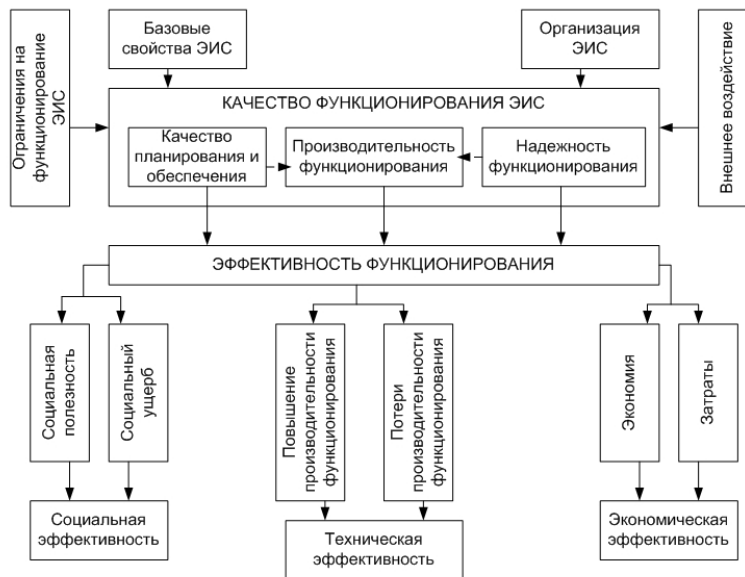 Ограничения на
функционирование
ЭИС
Базовые
свойства ЭИС
Организация
ЭИС
Внешнее воздействие
КАЧЕСТВО ФУНКЦИОНИРОВАНИЯ ЭИС
Качество
планирования и
обеспечения
Производительность
функционирования
Надежность
функционирования
ЭФФЕКТИВНОСТЬ ФУНКЦИОНИРОВАНИЯ
Социальная
полезность
Социальный
ущерб
Повышение
производительности
функционирования
Потери
производительности
функционирования
Экономия
Затраты
Социальная
эффективность
Техническая
эффективность
Экономическая
эффективность